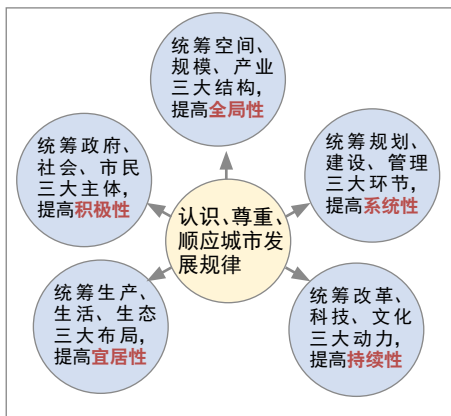 统筹空间、
规模、产业
三大结构，
提高全局性
统筹政府、
社会、市民
三大主体，
提高积极性
统筹规划、
建设、管理
三大环节，
提高系统性
认识、尊重、
顺应城市发
展规律
统筹生产、
生活、生态
三大布局，
提高宜居性
统筹改革、
科技、文化
三大动力，
提高持续性